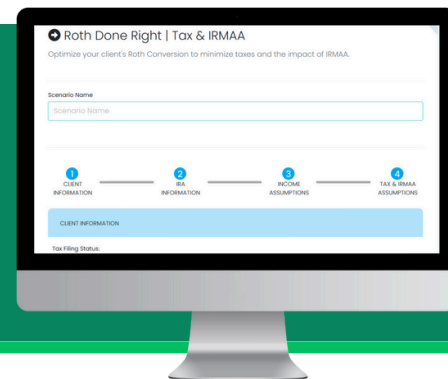 Roth Done Right | Tax & IRMAA
Optimize your client's Roth Conversion to minimize taxes and the impact of IRMAA.
Scenario Name
Scenario Name
1 2 3 4
CLIENT INFORMATION IRA INFORMATION INCOME ASSUMPTIONS TAX & IRMAA ASSUMPTIONS
CLIENT INFORMATION
Tax Filing Status: